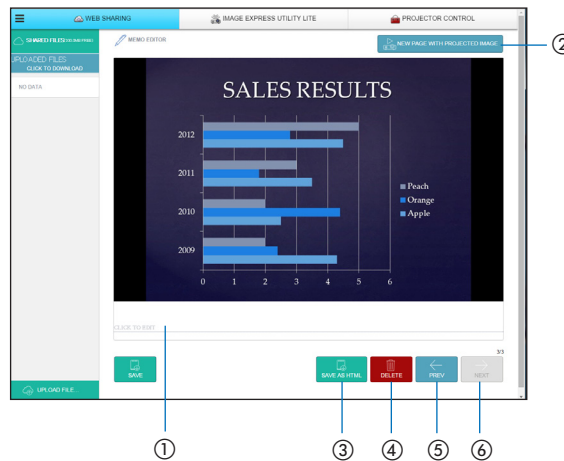 WEB SHARING
IMAGE EXPRESS UTILITY LITE
PROJECTOR CONTROL
SHARED FILES
MEMO EDITOR
NEW PAGE WITH PROJECTED IMAGE
②
UPLOADED FILES
CLICK TO DOWNLOAD
NO DATA
SALES RESULTS
2012
2011
2010
2009
Peach
Orange
Apple
0 1 2 3 4 5 6
CLICK TO EDIT
3/3
SAVE
SAVE AS HTML
DELETE
PREV
NEXT
UPLOAD FILE...
① ③ ④ ⑤ ⑥